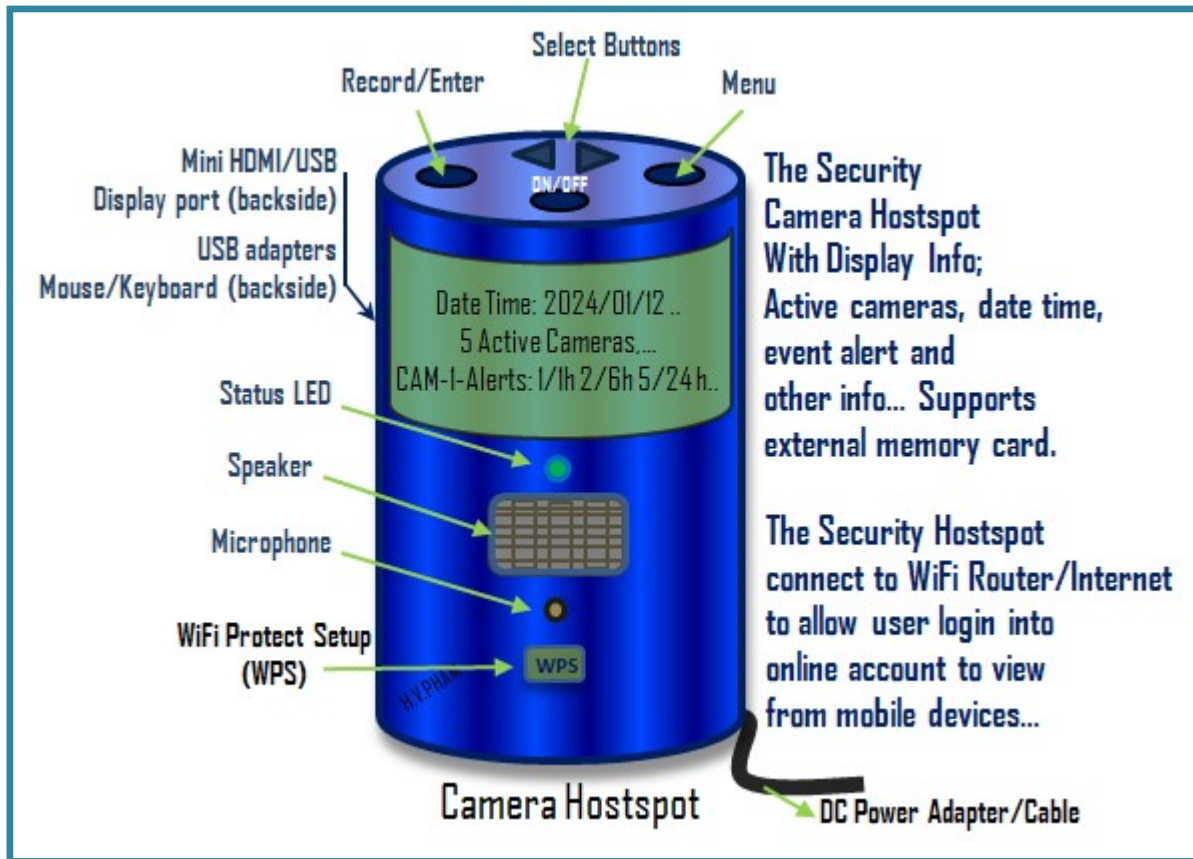 Select Buttons
Record/Enter
Menu
Mini HDMI/USB
Display port (backside)
USB adapters
Mouse/Keyboard (backside)
ON/OFF
Date Time: 2024/01/12 ..
5 Active Cameras,...
CAM-1-Alerts: 1/1h 2/6h 5/24 h..
Status LED
Speaker
Microphone
WiFi Protect Setup
(WPS)
WPS
H.V.PHAM
Camera Hostspot
DC Power Adapter/Cable
The Security
Camera Hostspot
With Display Info;
Active cameras, date time,
event alert and
other info... Supports
external memory card.
The Security Hostspot
connect to WiFi Router/Internet
to allow user login into
online account to view
from mobile devices...